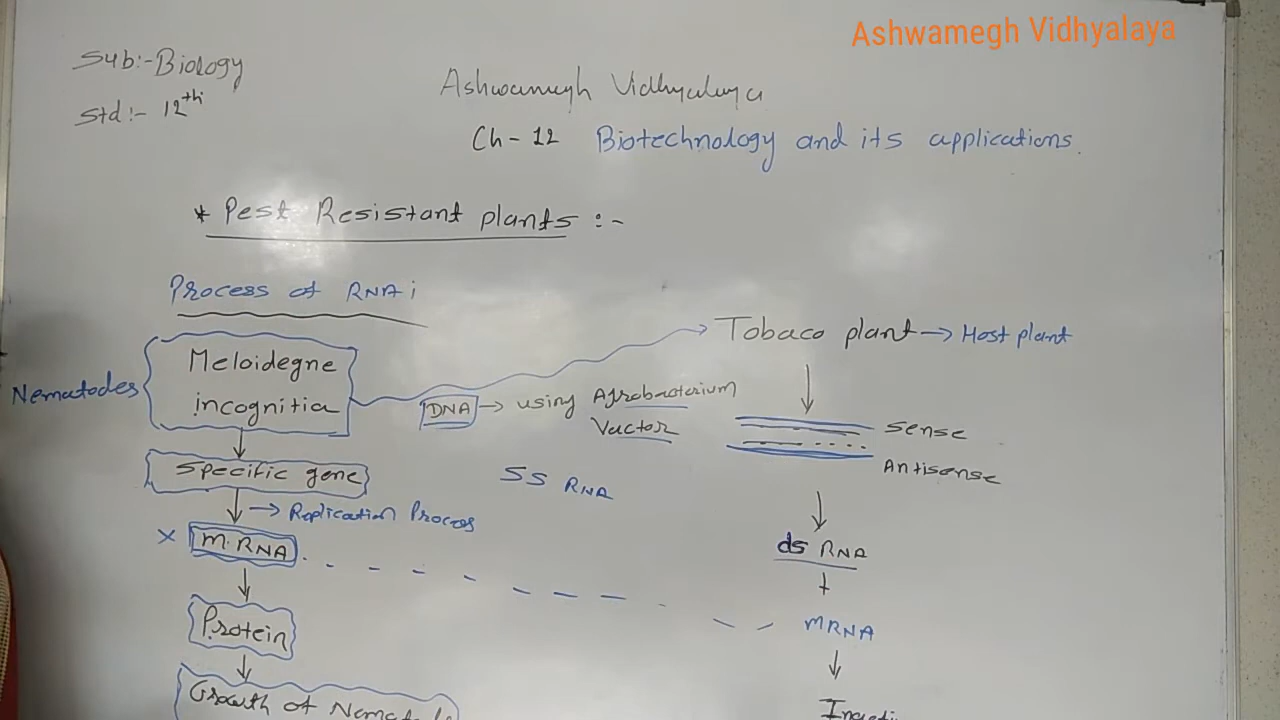 Ashwamegh Vidhyalaya
Sub:- Biology
Std:- 12th
Ashwamegh Vidhyalaya
Ch - 12 Biotechnology and its applications.
* Pest Resistant plants :-
Process of RNA i
Nematodes
Meloidegne
incognitia
DNA → using Agrobacterium
Vector
Tobaco plant → Host plant
Sense
Antisense
Specific gene
SS RNA
→ Replication Process
x m.RNA
ds RNA
+
mRNA
Protein
Growth of